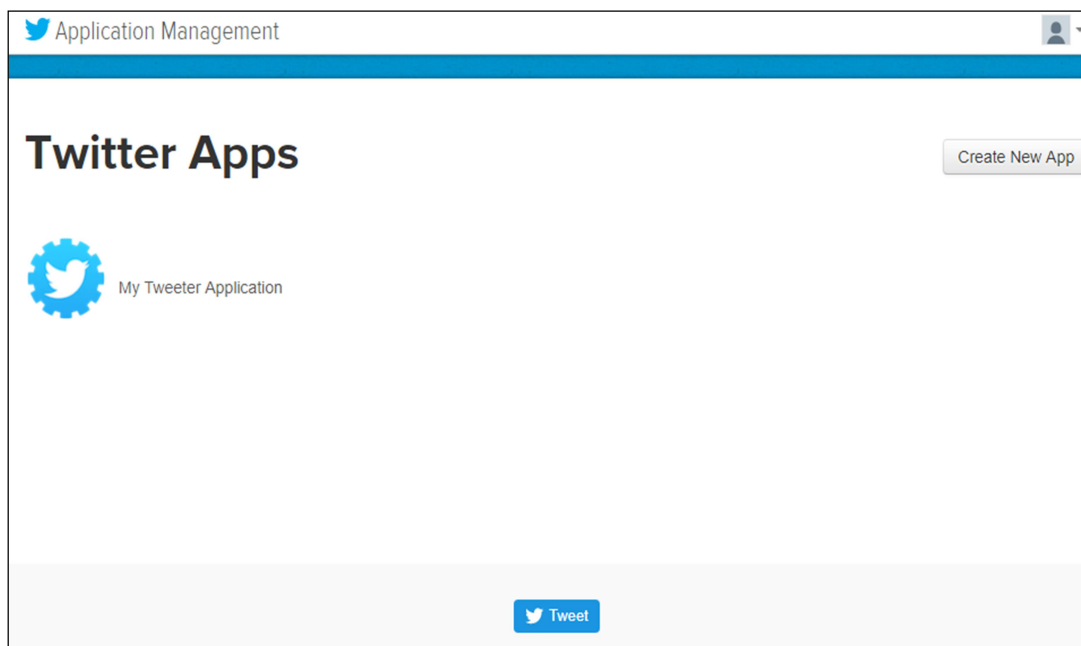 Application Management
Twitter Apps
Create New App
My Tweeter Application
Tweet